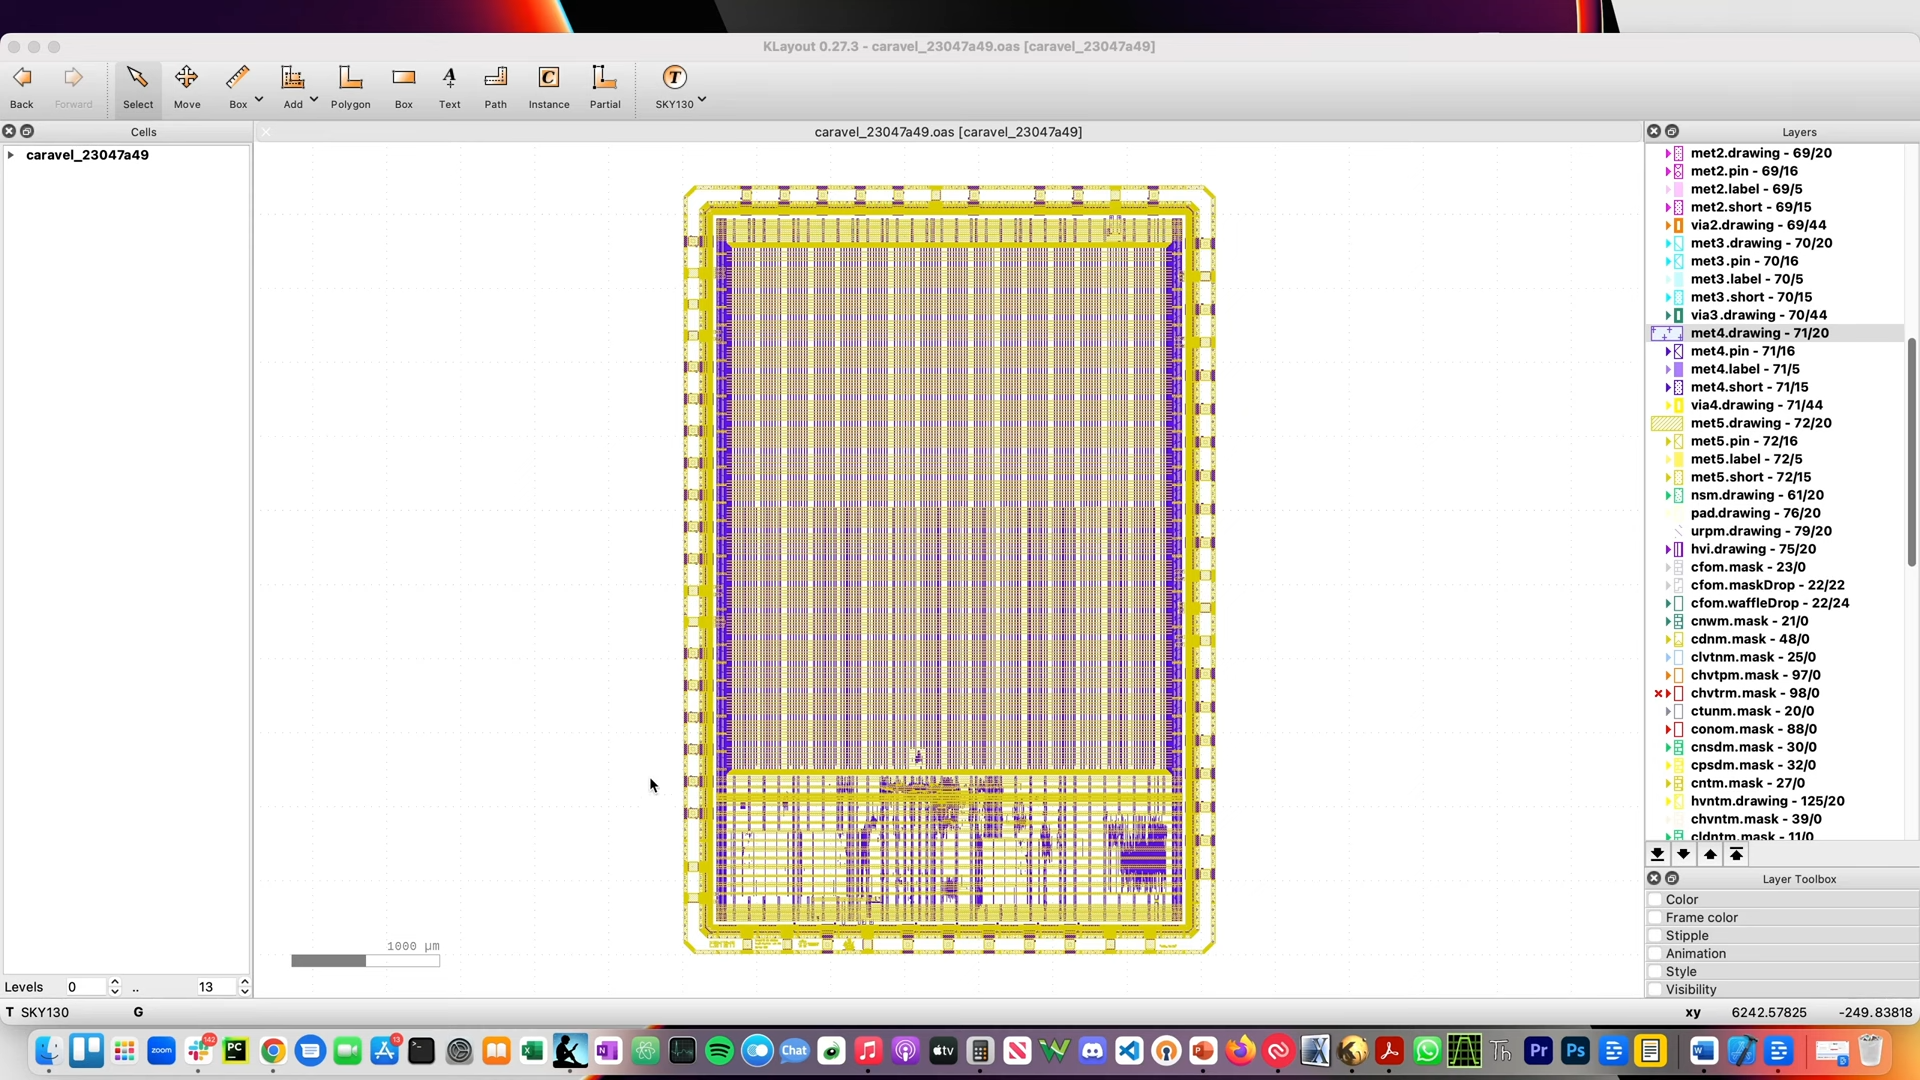 KLayout 0.27.3 - caravel_23047a49.oas [caravel_23047a49]
Back
Forward
Select
Move
Box
Add
Polygon
Box
Text
Path
Instance
Partial
SKY130
Cells
caravel_23047a49.oas [caravel_23047a49]
Layers
caravel_23047a49
met2.drawing - 69/20
met2.pin - 69/16
met2.label - 69/5
met2.short - 69/15
via2.drawing - 69/44
met3.drawing - 70/20
met3.pin - 70/16
met3.label - 70/5
met3.short - 70/15
via3.drawing - 70/44
met4.drawing - 71/20
met4.pin - 71/16
met4.label - 71/5
met4.short - 71/15
via4.drawing - 71/44
met5.drawing - 72/20
met5.pin - 72/16
met5.label - 72/5
met5.short - 72/15
nsm.drawing - 61/20
pad.drawing - 76/20
urpm.drawing - 79/20
hvi.drawing - 75/20
cfom.mask - 23/0
cfom.maskDrop - 22/22
cfom.waffleDrop - 22/24
cnwm.mask - 21/0
cdnm.mask - 48/0
clvtnm.mask - 25/0
chvtpm.mask - 97/0
chvtrm.mask - 98/0
ctunm.mask - 20/0
conom.mask - 88/0
cnsdm.mask - 30/0
cpsdm.mask - 32/0
cntm.mask - 27/0
hvntm.drawing - 125/20
chvntm.mask - 39/0
cldntm.mask - 11/0
Layer Toolbox
Color
Frame color
Stipple
Animation
Style
Visibility
1000 µm
Levels 0 .. 13
T SKY130 G xy 6242.57825 -249.83818
zoom
142
PC
13
Chat
tv
Th
Pr
Ps